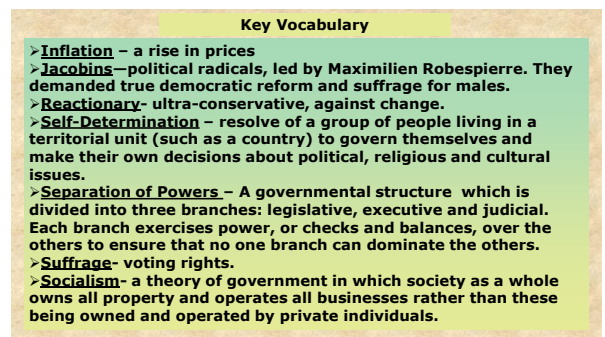 Key Vocabulary
➢Inflation – a rise in prices
➢Jacobins—political radicals, led by Maximilien Robespierre. They
demanded true democratic reform and suffrage for males.
➢Reactionary- ultra-conservative, against change.
➢Self-Determination – resolve of a group of people living in a
territorial unit (such as a country) to govern themselves and
make their own decisions about political, religious and cultural
issues.
➢Separation of Powers – A governmental structure which is
divided into three branches: legislative, executive and judicial.
Each branch exercises power, or checks and balances, over the
others to ensure that no one branch can dominate the others.
➢Suffrage- voting rights.
➢Socialism- a theory of government in which society as a whole
owns all property and operates all businesses rather than these
being owned and operated by private individuals.